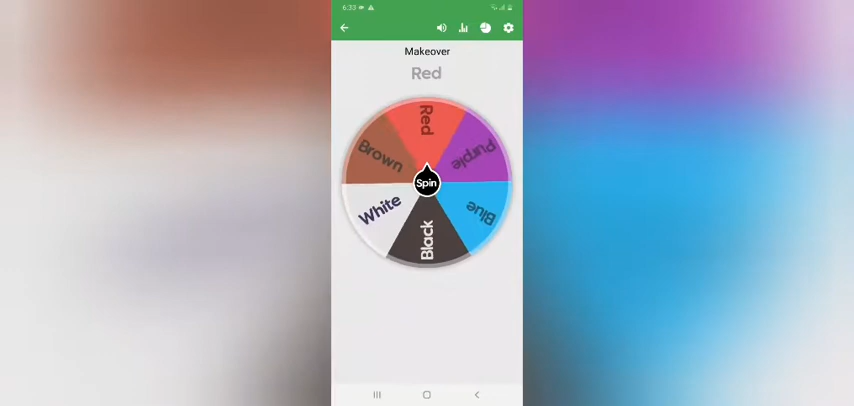 6:33
Makeover
Red
Red
Purple
Brown
Spin
White
Blue
Black